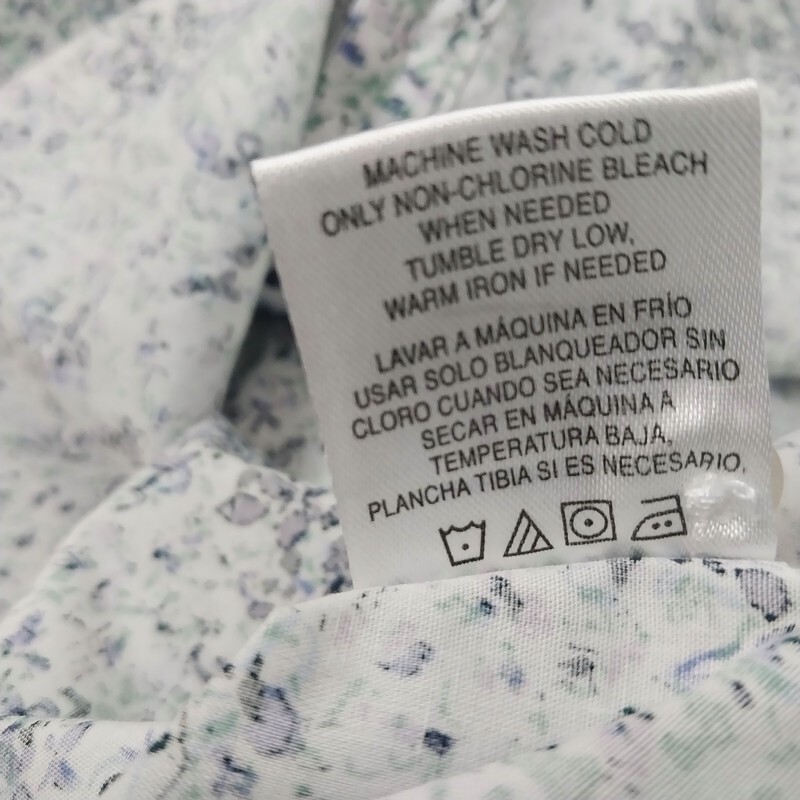 MACHINE WASH COLD
ONLY NON-CHLORINE BLEACH
WHEN NEEDED
TUMBLE DRY LOW,
WARM IRON IF NEEDED
LAVAR A MÁQUINA EN FRÍO
USAR SOLO BLANQUEADOR SIN
CLORO CUANDO SEA NECESARIO
SECAR EN MÁQUINA A
TEMPERATURA BAJA,
PLANCHA TIBIA SI ES NECESARIO.